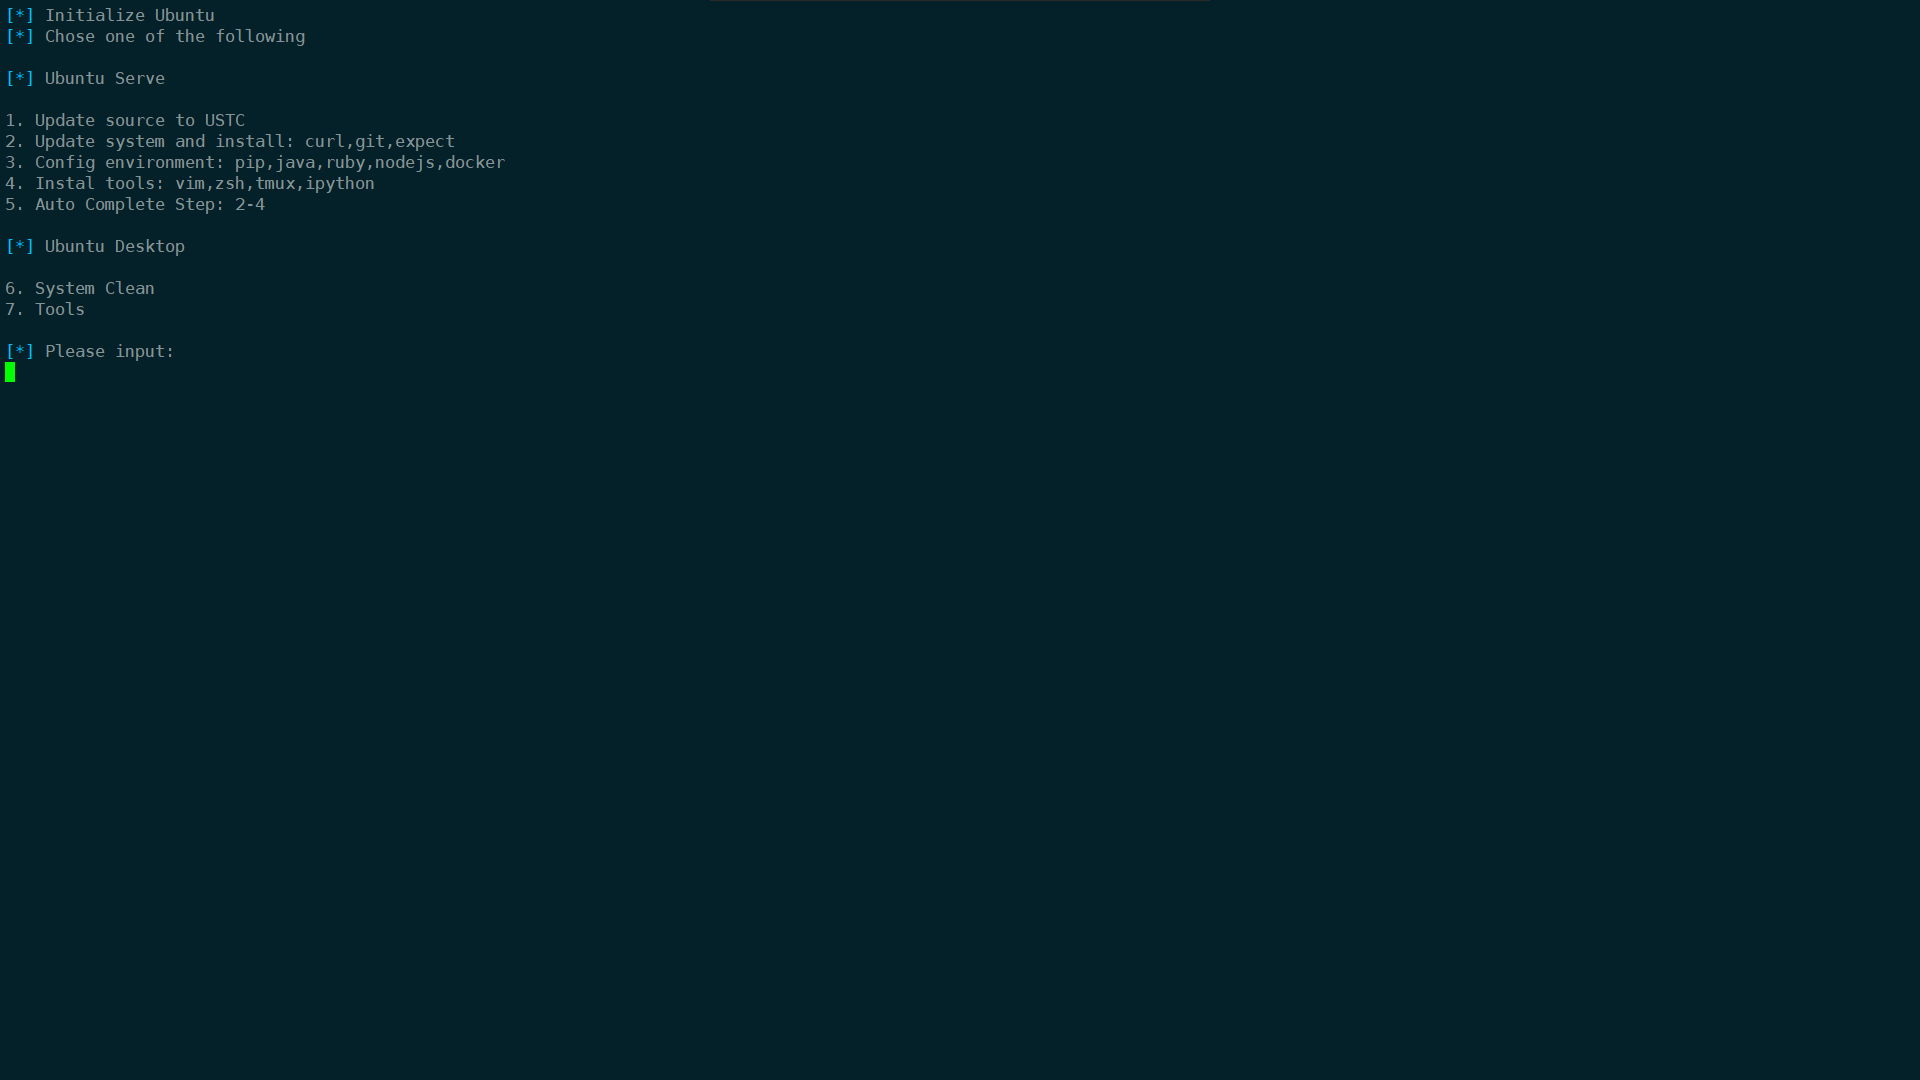 [*] Initialize Ubuntu
[*] Chose one of the following
[*] Ubuntu Serve
1. Update source to USTC
2. Update system and install: curl,git,expect
3. Config environment: pip,java,ruby,nodejs,docker
4. Instal tools: vim,zsh,tmux,ipython
5. Auto Complete Step: 2-4
[*] Ubuntu Desktop
6. System Clean
7. Tools
[*] Please input: